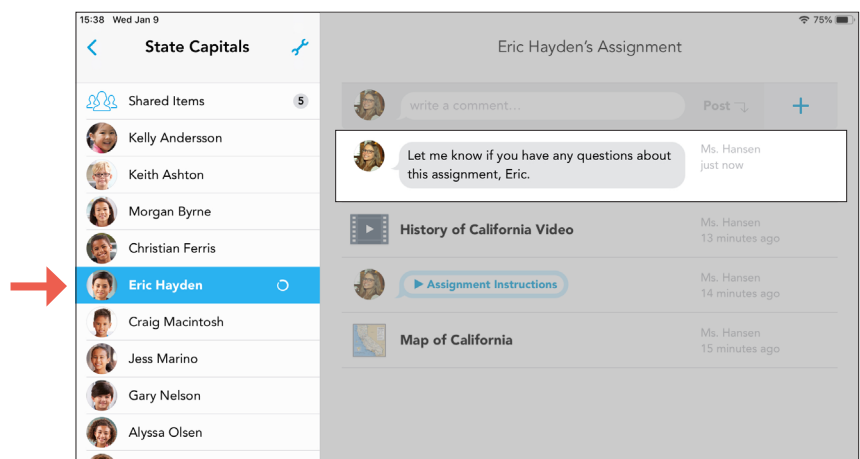 15:38 Wed Jan 9
75%
State Capitals
Eric Hayden's Assignment
Shared Items 5
Kelly Andersson
Keith Ashton
Morgan Byrne
Christian Ferris
Eric Hayden
Craig Macintosh
Jess Marino
Gary Nelson
Alyssa Olsen
write a comment...
Post
Let me know if you have any questions about
this assignment, Eric.
Ms. Hansen
just now
History of California Video
Ms. Hansen
13 minutes ago
Assignment Instructions
Ms. Hansen
14 minutes ago
Map of California
Ms. Hansen
15 minutes ago